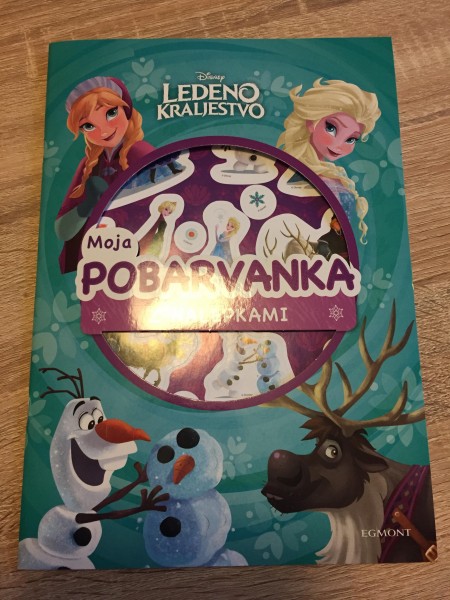 Disney
LEDENO
KRALJESTVO
Moja
POBARVANKA
EGMONT